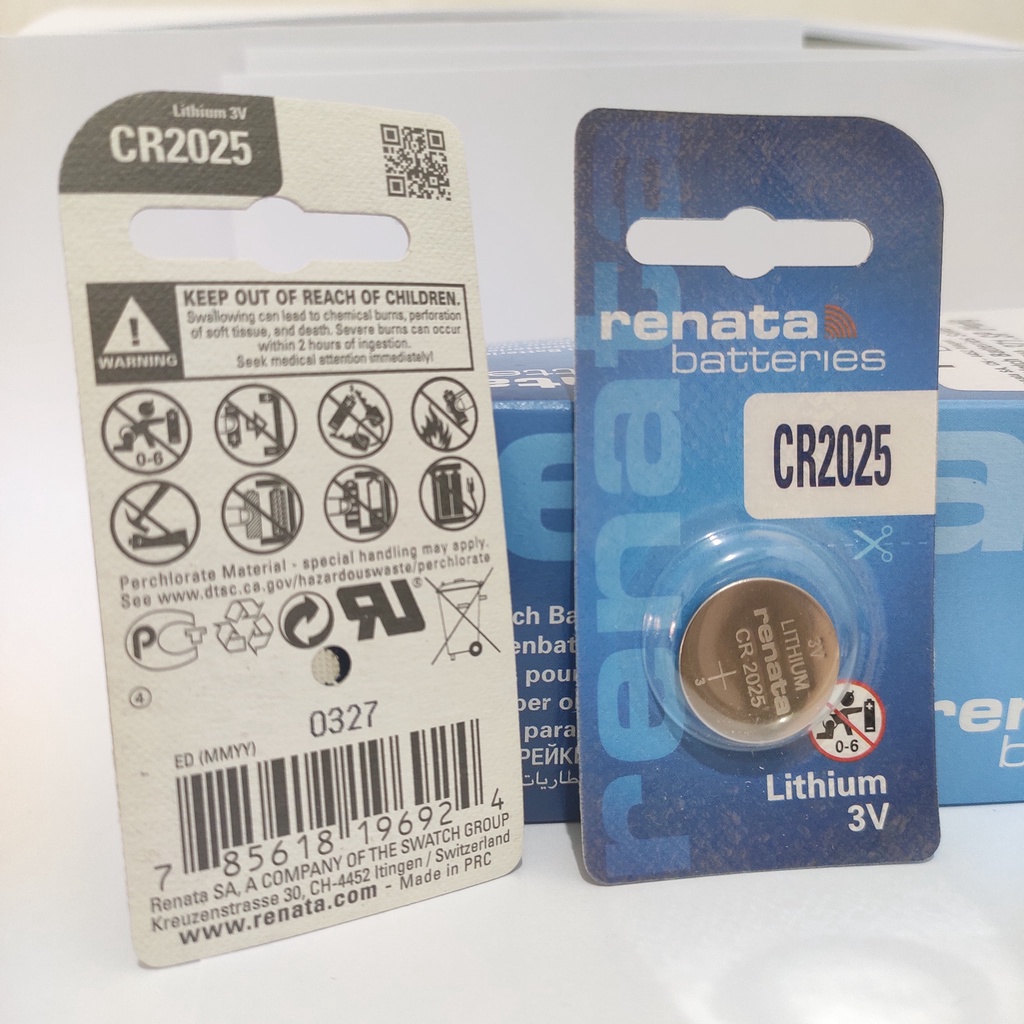 Lithium 3V
CR2025
KEEP OUT OF REACH OF CHILDREN.
Swallowing can lead to chemical burns, perforation
of soft tissue, and death. Severe burns can occur
within 2 hours of ingestion.
Seek medical attention immediately!
WARNING
0-6
Perchlorate Material - special handling may apply.
See www.dtsc.ca.gov/hazardouswaste/perchlorate
4
0327
ED (MMYY)
7 85618 19692 4
Renata SA, A COMPANY OF THE SWATCH GROUP
Kreuzenstrasse 30, CH-4452 Itingen / Switzerland
www.renata.com - Made in PRC
renata
renata
batteries
CR2025
3V
LITHIUM
renata
CR 2025
+
3
0-6
Lithium
3V